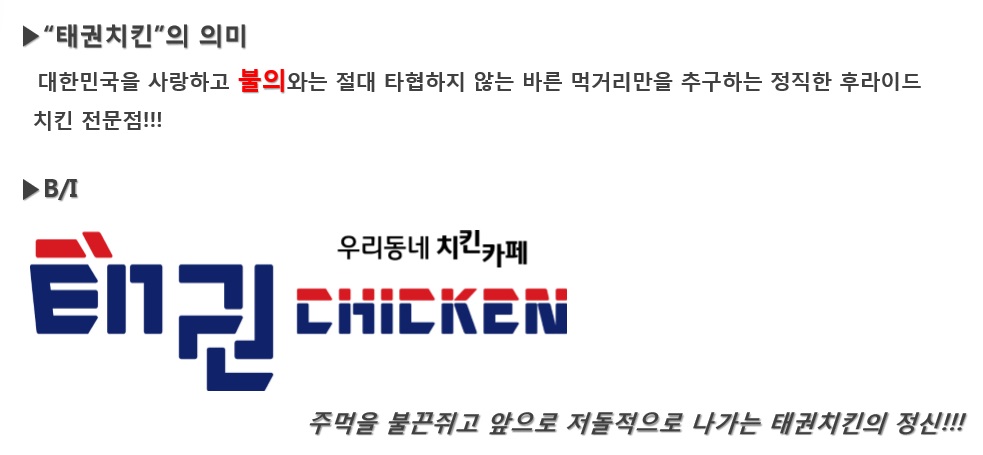 ▶“태권치킨”의 의미
대한민국을 사랑하고 불의와는 절대 타협하지 않는 바른 먹거리만을 추구하는 정직한 후라이드
치킨 전문점!!!
▶B/I
우리동네 치킨카페
태권 CHICKEN
주먹을 불끈쥐고 앞으로 저돌적으로 나가는 태권치킨의 정신!!!